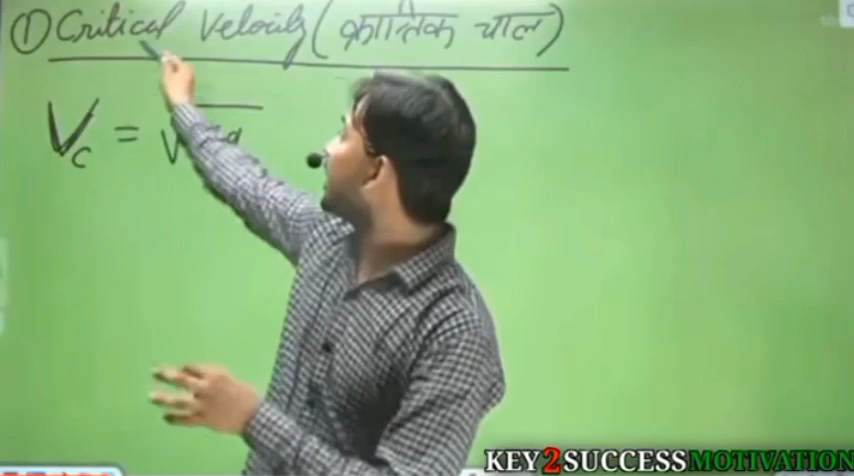 ① Critical Velocity (क्रान्तिक चाल)
Vc = √
KEY2SUCCESSMOTIVATION